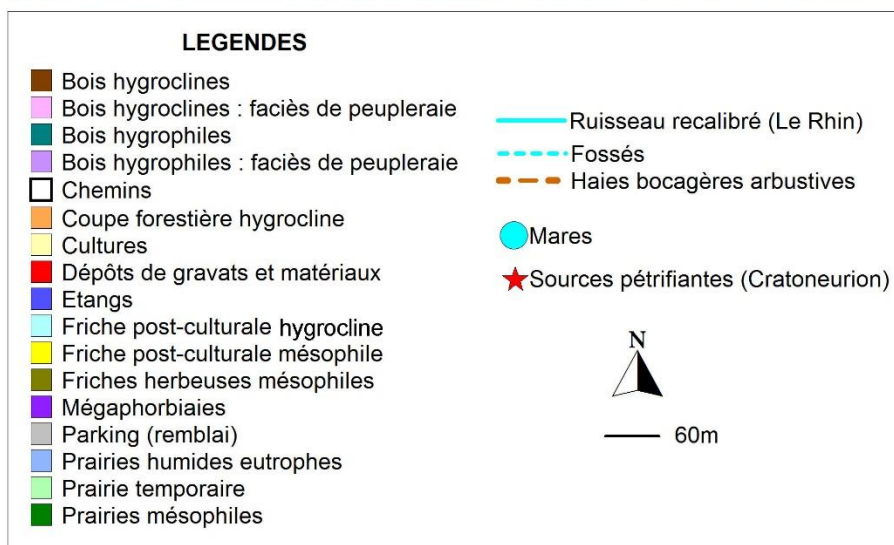 LEGENDES
Bois hygroclines
Bois hygroclines : faciès de peupleraie
Bois hygrophiles
Bois hygrophiles : faciès de peupleraie
Chemins
Coupe forestière hygrocline
Cultures
Dépôts de gravats et matériaux
Etangs
Friche post-culturale hygrocline
Friche post-culturale mésophile
Friches herbeuses mésophiles
Mégaphorbiaies
Parking (remblai)
Prairies humides eutrophes
Prairie temporaire
Prairies mésophiles
Ruisseau recalibré (Le Rhin)
Fossés
Haies bocagères arbustives
Mares
Sources pétrifiantes (Cratoneurion)
N
60m